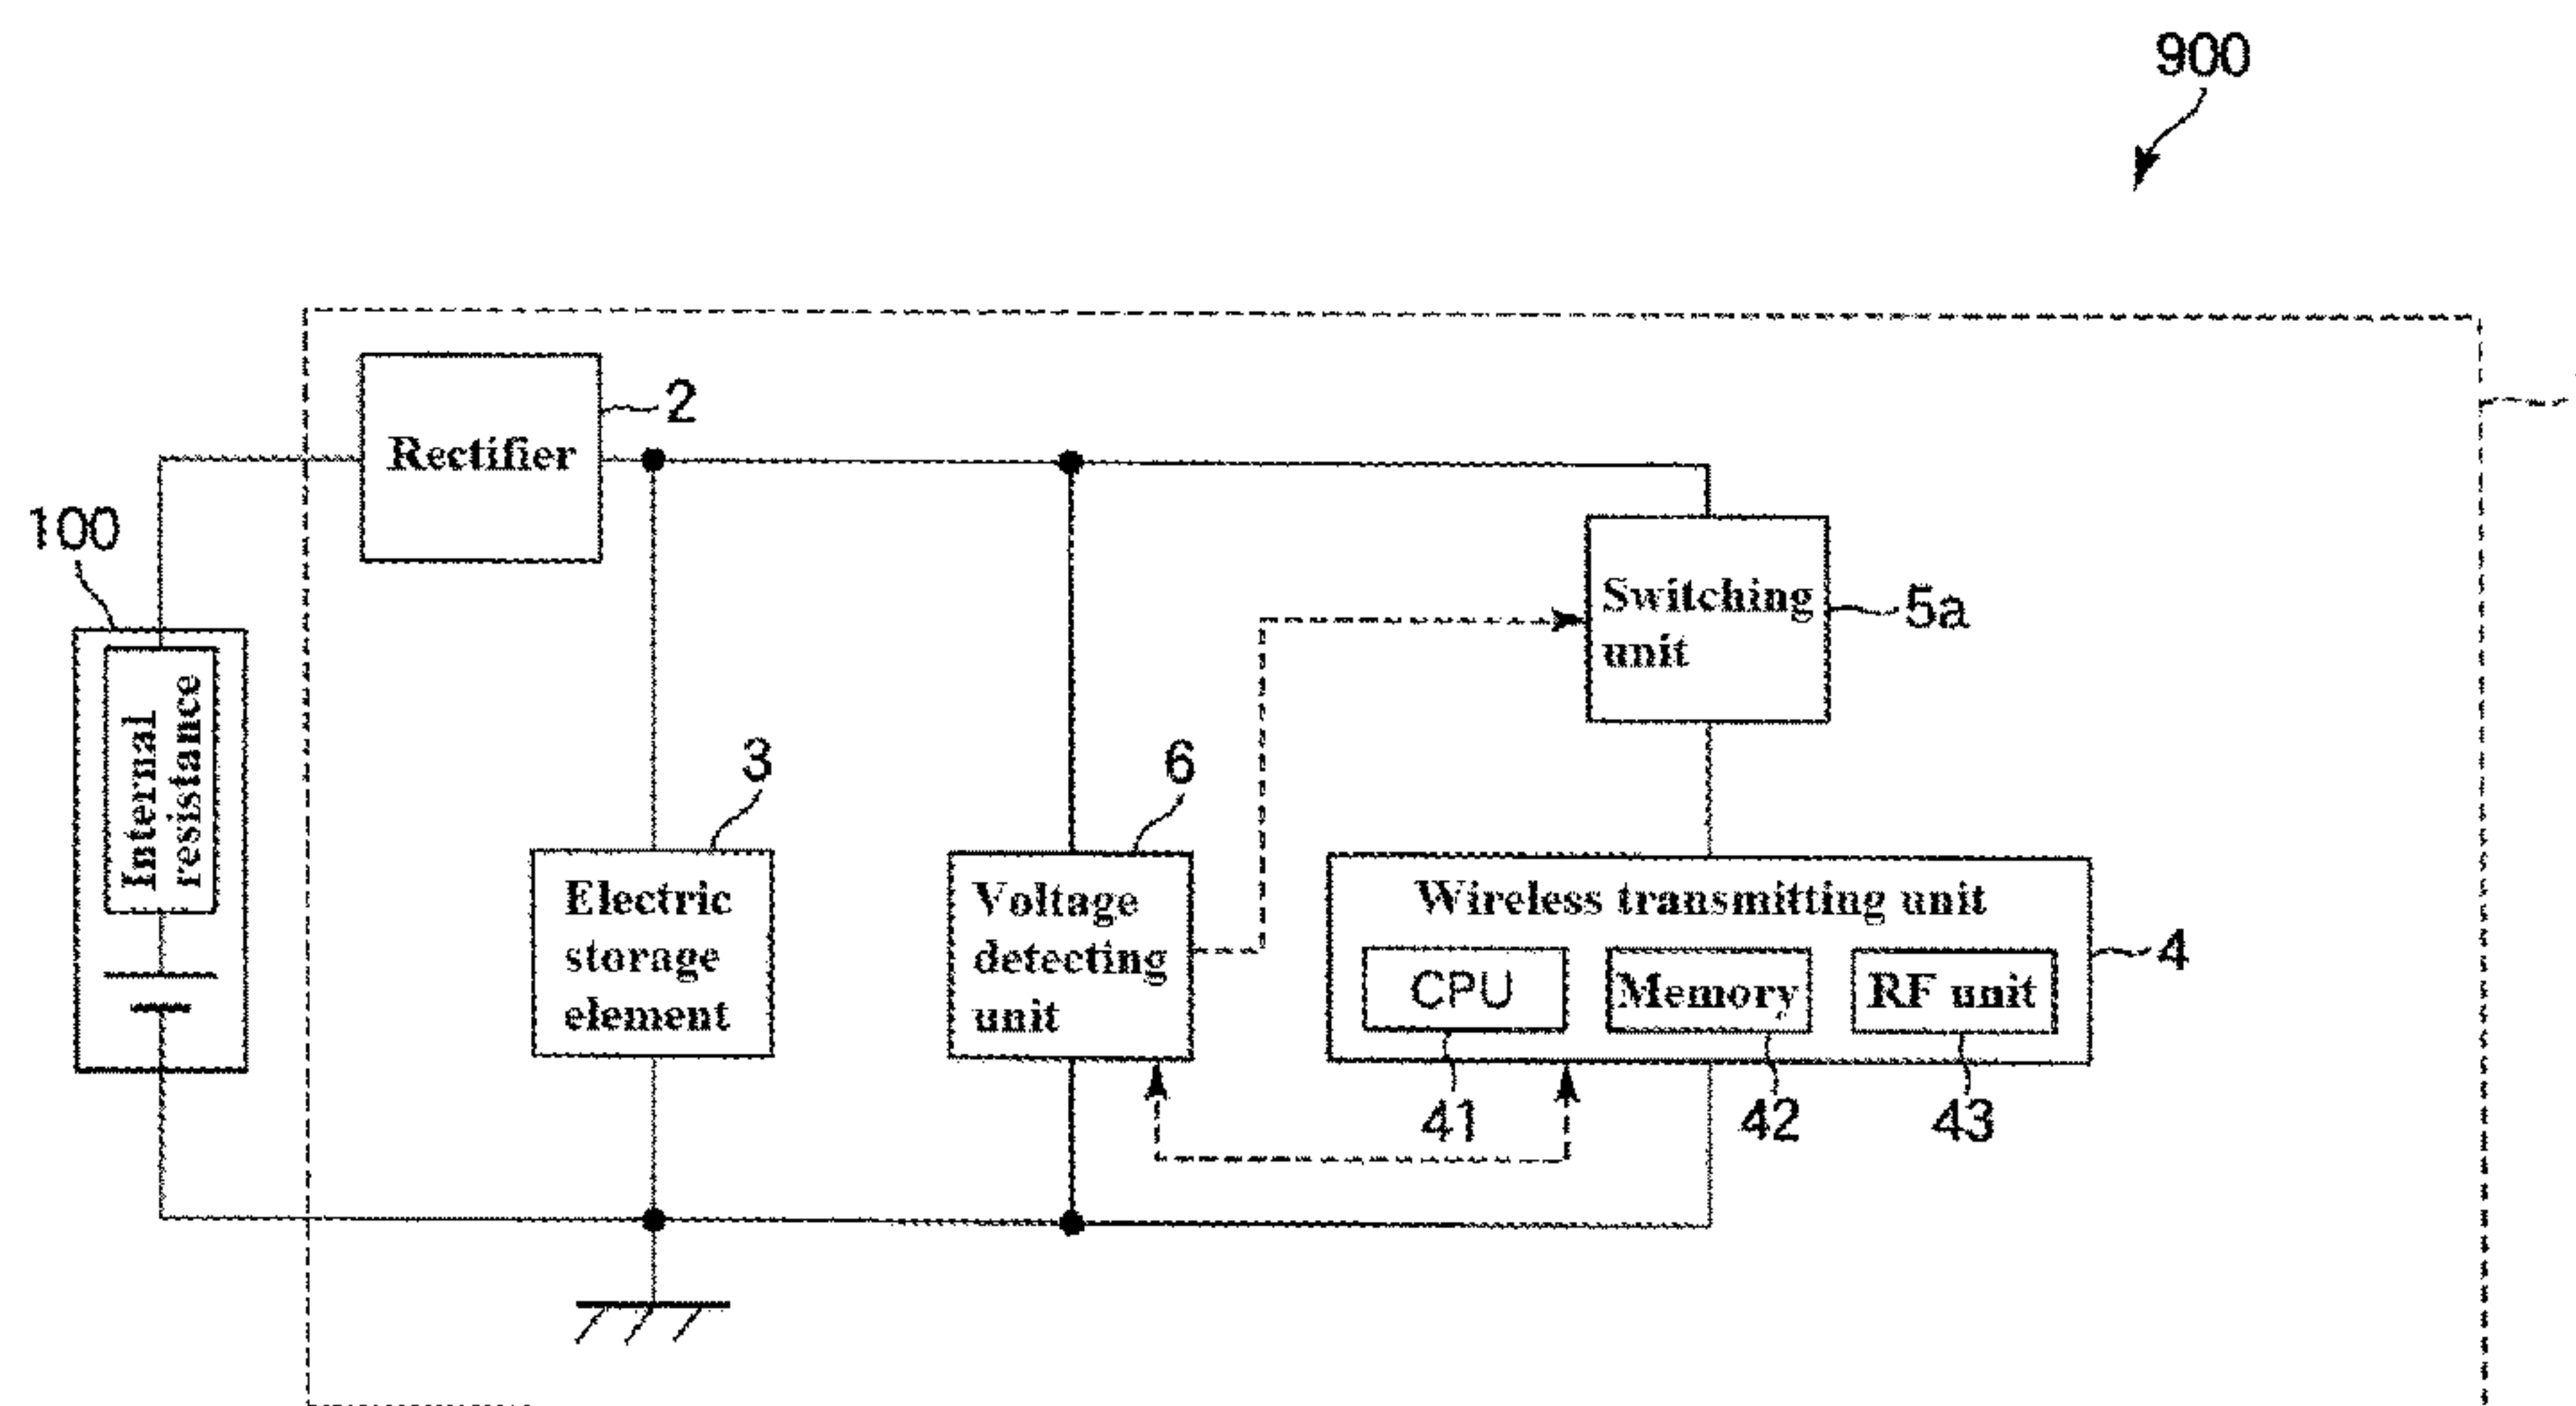 900
Rectifier
2
100
Internal
resistance
Switching
unit
5a
3
6
Electric
storage
element
Voltage
detecting
unit
Wireless transmitting unit
CPU
Memory
RF unit
4
41
42
43